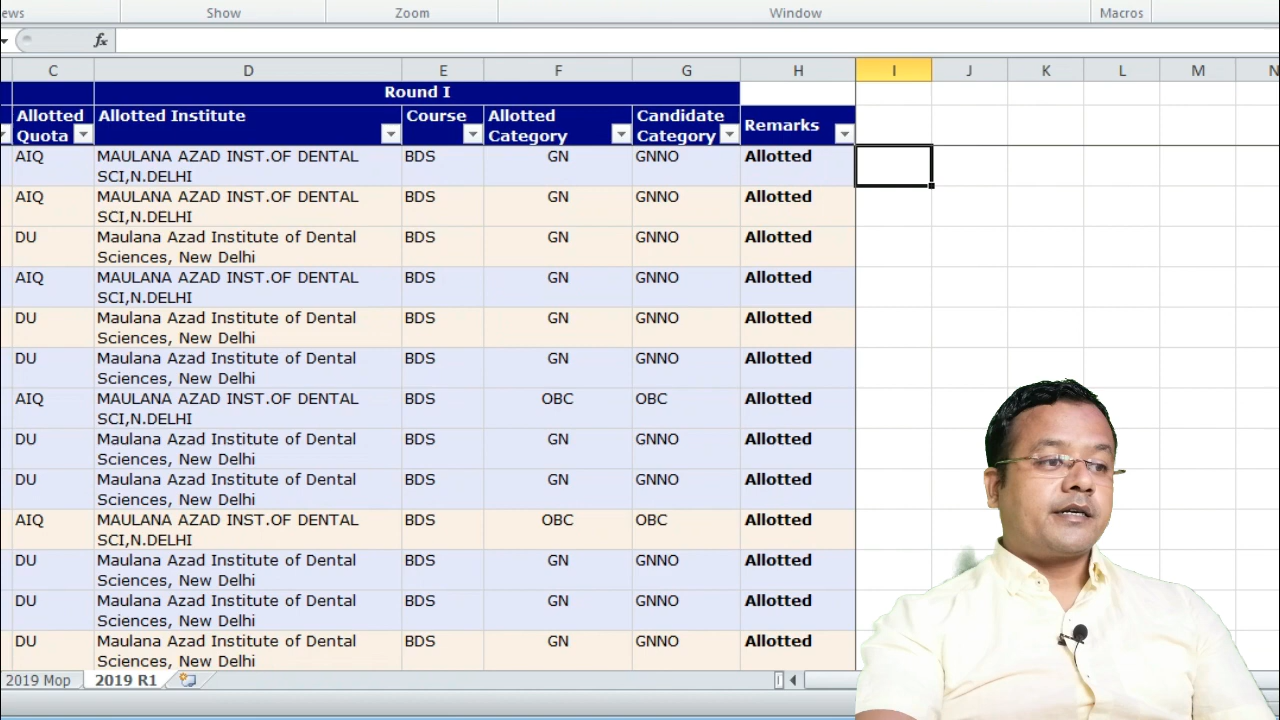 ews Show Zoom Window Macros
fx
C D E F G H I J K L M N
Round I
Allotted Quota Allotted Institute Course Allotted Category Candidate Category Remarks
AIQ MAULANA AZAD INST.OF DENTAL SCI,N.DELHI BDS GN GNNO Allotted
AIQ MAULANA AZAD INST.OF DENTAL SCI,N.DELHI BDS GN GNNO Allotted
DU Maulana Azad Institute of Dental Sciences, New Delhi BDS GN GNNO Allotted
AIQ MAULANA AZAD INST.OF DENTAL SCI,N.DELHI BDS GN GNNO Allotted
DU Maulana Azad Institute of Dental Sciences, New Delhi BDS GN GNNO Allotted
DU Maulana Azad Institute of Dental Sciences, New Delhi BDS GN GNNO Allotted
AIQ MAULANA AZAD INST.OF DENTAL SCI,N.DELHI BDS OBC OBC Allotted
DU Maulana Azad Institute of Dental Sciences, New Delhi BDS GN GNNO Allotted
DU Maulana Azad Institute of Dental Sciences, New Delhi BDS GN GNNO Allotted
AIQ MAULANA AZAD INST.OF DENTAL SCI,N.DELHI BDS OBC OBC Allotted
DU Maulana Azad Institute of Dental Sciences, New Delhi BDS GN GNNO Allotted
DU Maulana Azad Institute of Dental Sciences, New Delhi BDS GN GNNO Allotted
DU Maulana Azad Institute of Dental Sciences, New Delhi BDS GN GNNO Allotted
2019 Mop 2019 R1